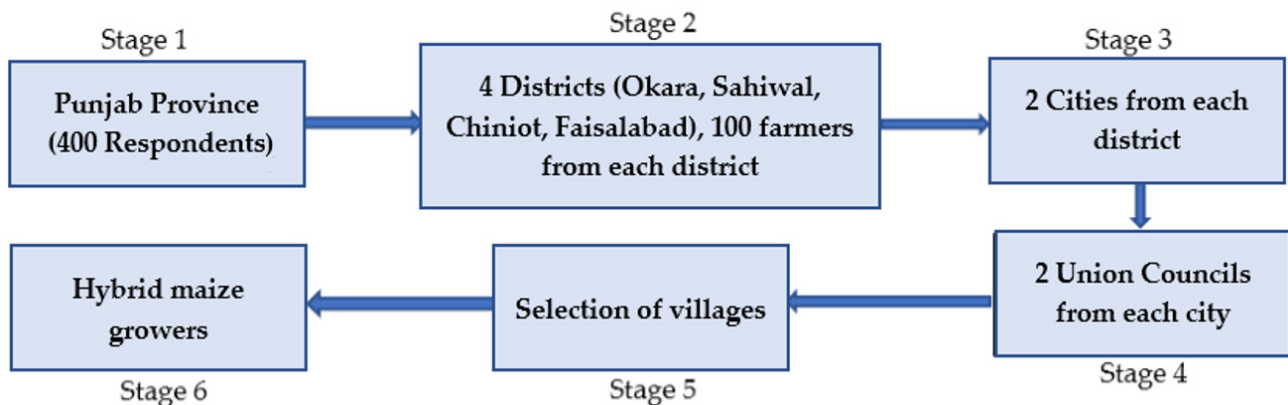 Stage 1
Punjab Province
(400 Respondents)
Stage 2
4 Districts (Okara, Sahiwal,
Chiniot, Faisalabad), 100 farmers
from each district
Stage 3
2 Cities from each
district
2 Union Councils
from each city
Stage 4
Selection of villages
Stage 5
Hybrid maize
growers
Stage 6